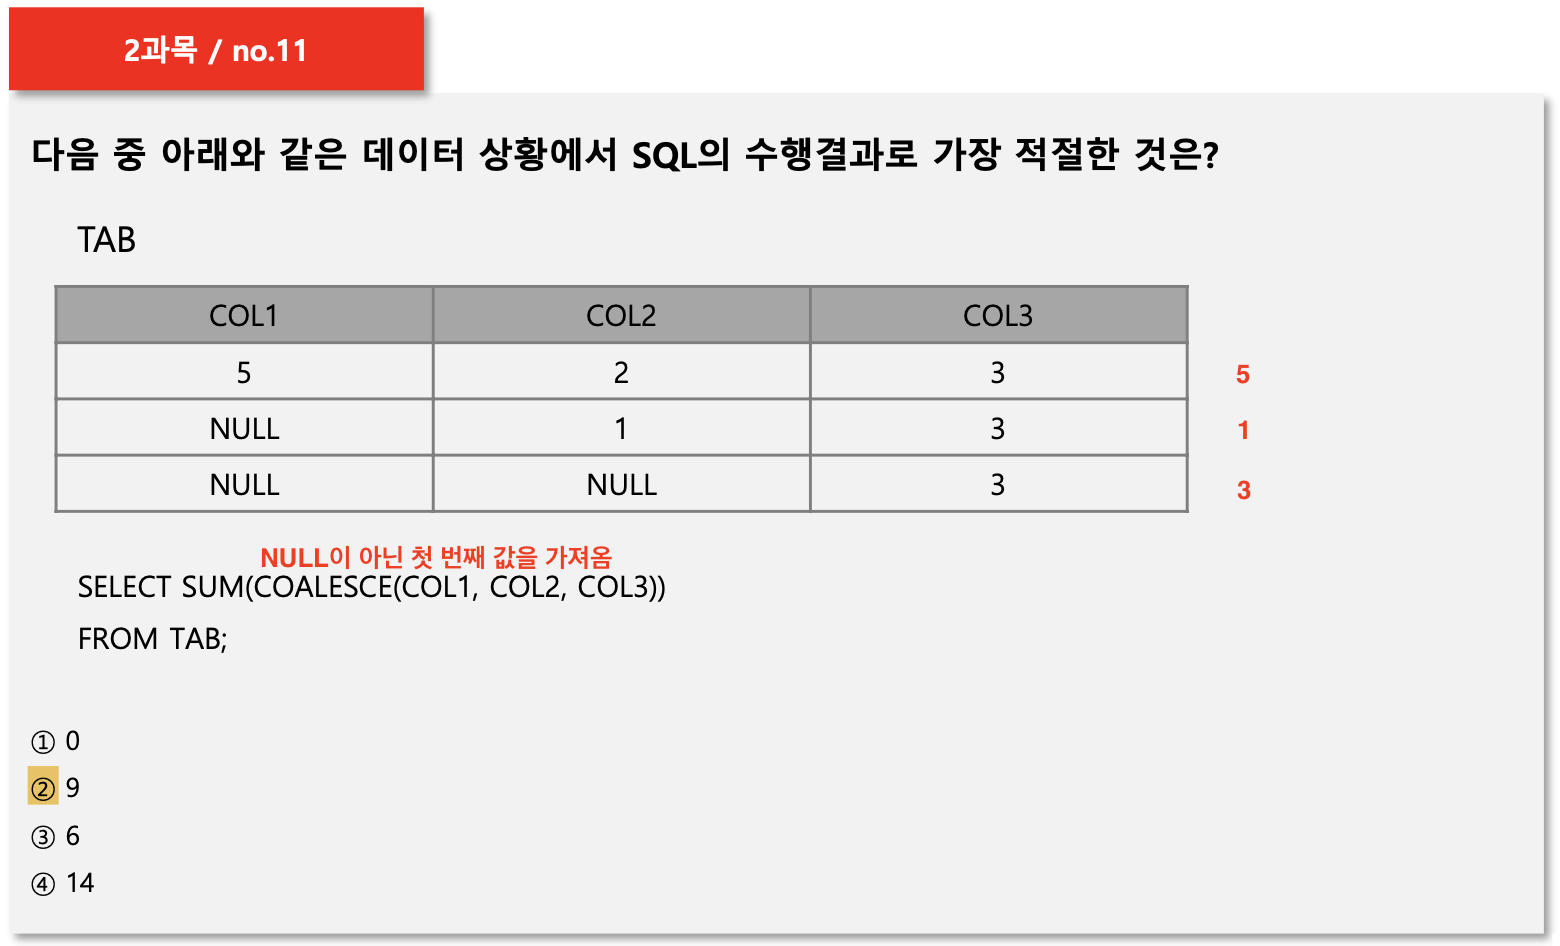 2과목 / no.11
다음 중 아래와 같은 데이터 상황에서 SQL의 수행결과로 가장 적절한 것은?
TAB
COL1 COL2 COL3
5 2 3 5
NULL 1 3 1
NULL NULL 3 3
NULL이 아닌 첫 번째 값을 가져옴
SELECT SUM(COALESCE(COL1, COL2, COL3))
FROM TAB;
① 0
② 9
③ 6
④ 14